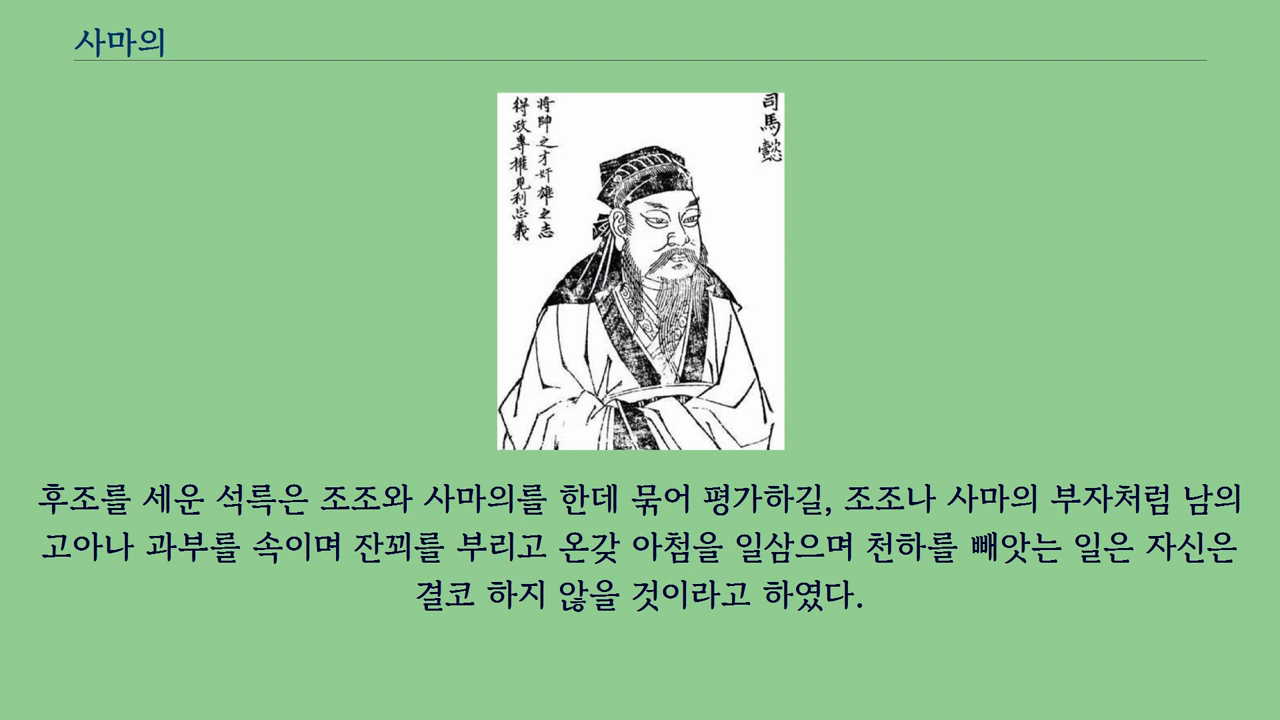 사마의
司馬懿
將帥之才奸雄之志
得政專權見利忘義
후조를 세운 석륵은 조조와 사마의를 한데 묶어 평가하길, 조조나 사마의 부자처럼 남의
고아나 과부를 속이며 잔꾀를 부리고 온갖 아첨을 일삼으며 천하를 빼앗는 일은 자신은
결코 하지 않을 것이라고 하였다.